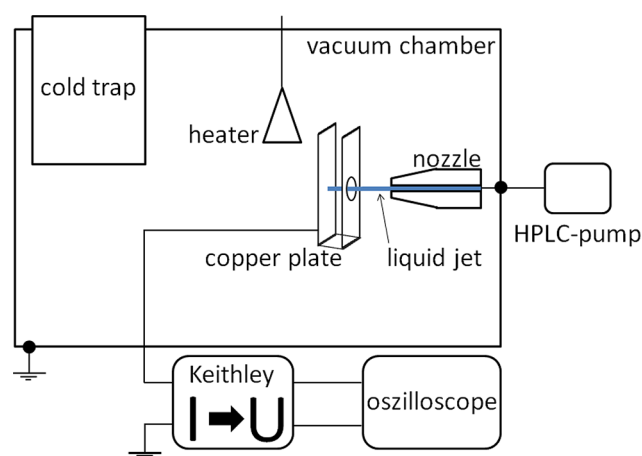 vacuum chamber
cold trap
heater
nozzle
HPLC-pump
copper plate
liquid jet
Keithley
I U
oszilloscope